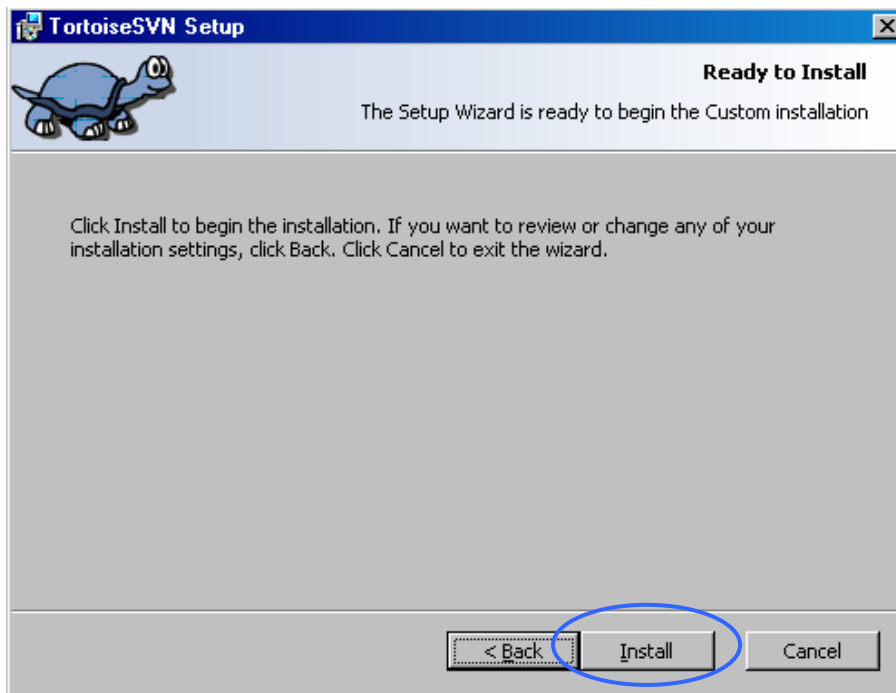 TortoiseSVN Setup
Ready to Install
The Setup Wizard is ready to begin the Custom installation
Click Install to begin the installation. If you want to review or change any of your
installation settings, click Back. Click Cancel to exit the wizard.
< Back Install Cancel